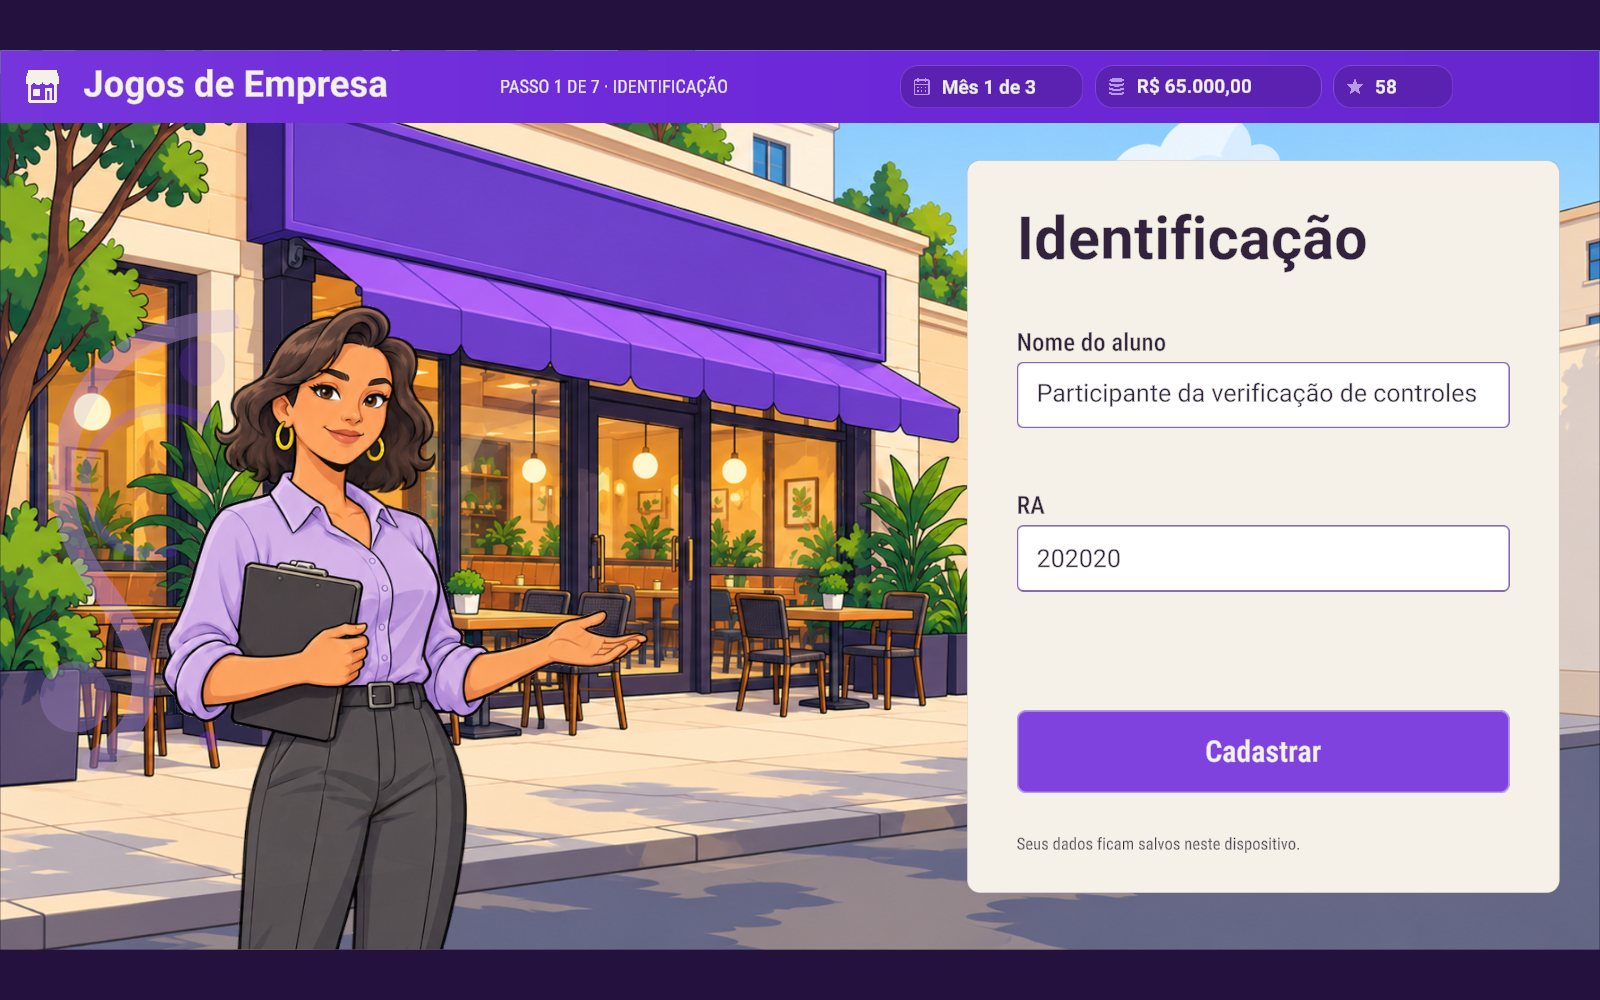 Jogos de Empresa
PASSO 1 DE 7 · IDENTIFICAÇÃO
Mês 1 de 3
R$ 65.000,00
58
Identificação
Nome do aluno
Participante da verificação de controles
RA
202020
Cadastrar
Seus dados ficam salvos neste dispositivo.